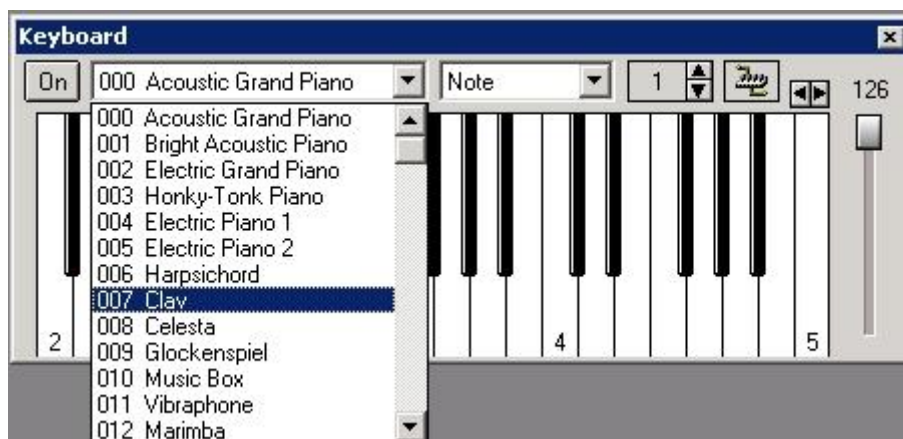 Keyboard
On 000 Acoustic Grand Piano Note 1 126
000 Acoustic Grand Piano
001 Bright Acoustic Piano
002 Electric Grand Piano
003 Honky-Tonk Piano
004 Electric Piano 1
005 Electric Piano 2
006 Harpsichord
007 Clav
008 Celesta
009 Glockenspiel
010 Music Box
011 Vibraphone
012 Marimba
2 4 5